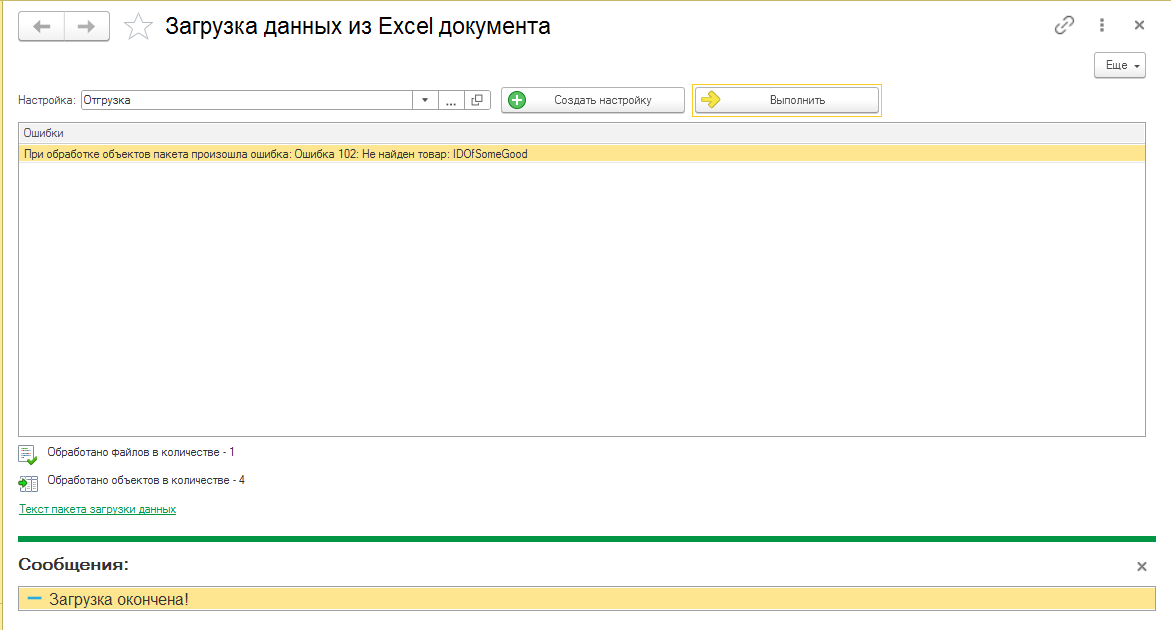 Загрузка данных из Excel документа
Еще
Настройка: Отгрузка ... Создать настройку Выполнить
Ошибки
При обработке объектов пакета произошла ошибка: Ошибка 102: Не найден товар: IDOfSomeGood
Обработано файлов в количестве - 1
Обработано объектов в количестве - 4
Текст пакета загрузки данных
Сообщения:
Загрузка окончена!